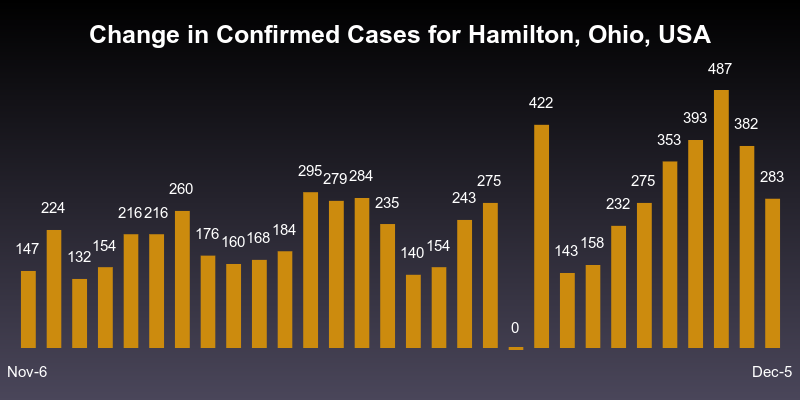 Change in Confirmed Cases for Hamilton, Ohio, USA
147 224 132 154 216 216 260 176 160 168 184 295 279 284 235 140 154 243 275 0 422 143 158 232 275 353 393 487 382 283
Nov-6 Dec-5